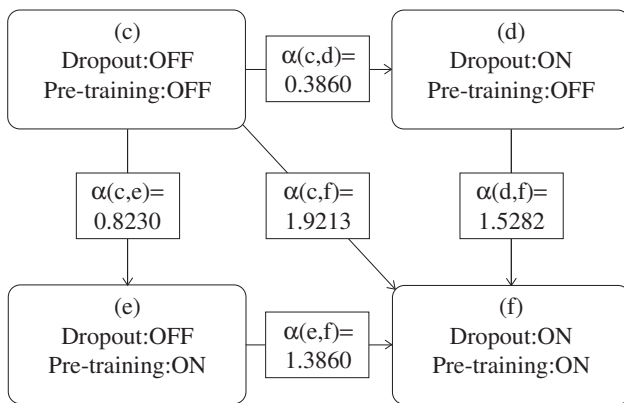 (c)
Dropout:OFF
Pre-training:OFF
α(c,d)=
0.3860
(d)
Dropout:ON
Pre-training:OFF
α(c,e)=
0.8230
α(c,f)=
1.9213
α(d,f)=
1.5282
(e)
Dropout:OFF
Pre-training:ON
α(e,f)=
1.3860
(f)
Dropout:ON
Pre-training:ON